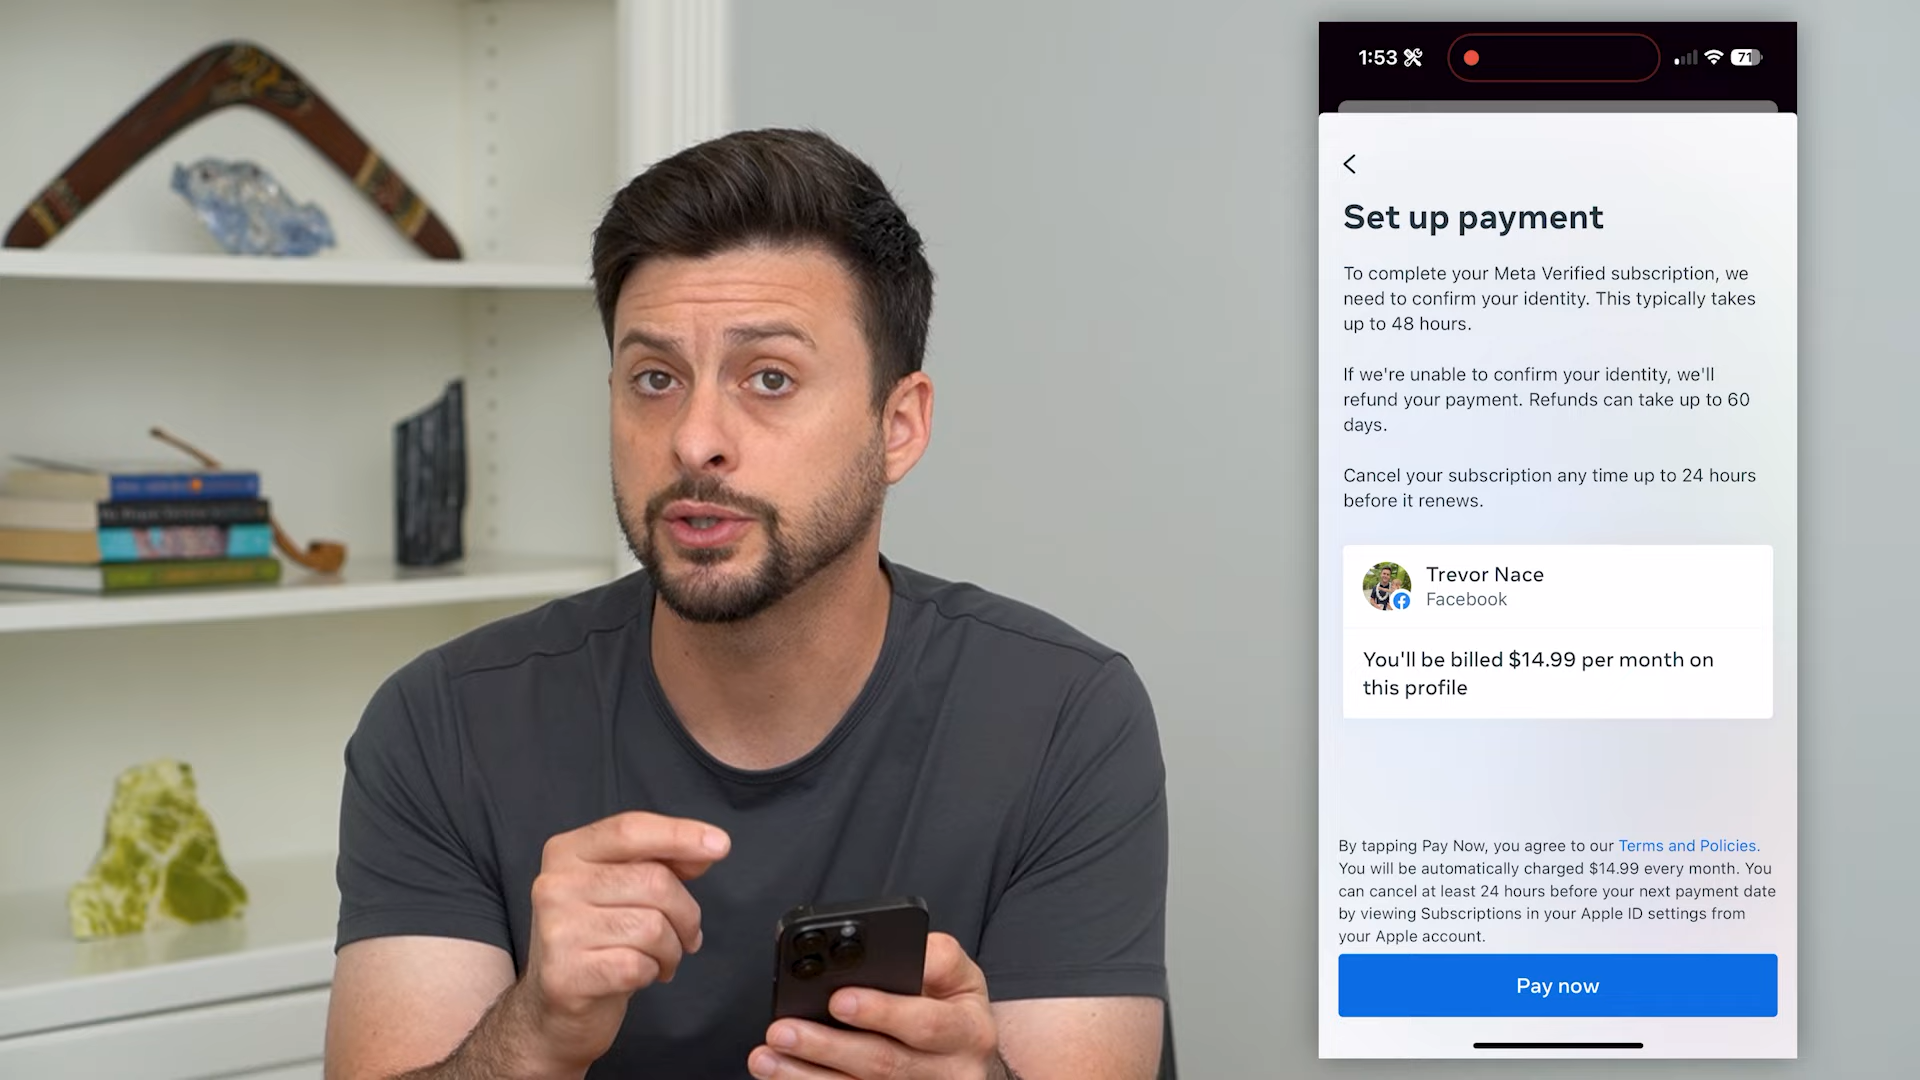 1:53
71
Set up payment
To complete your Meta Verified subscription, we
need to confirm your identity. This typically takes
up to 48 hours.
If we're unable to confirm your identity, we'll
refund your payment. Refunds can take up to 60
days.
Cancel your subscription any time up to 24 hours
before it renews.
Trevor Nace
Facebook
You'll be billed $14.99 per month on
this profile
By tapping Pay Now, you agree to our Terms and Policies.
You will be automatically charged $14.99 every month. You
can cancel at least 24 hours before your next payment date
by viewing Subscriptions in your Apple ID settings from
your Apple account.
Pay now